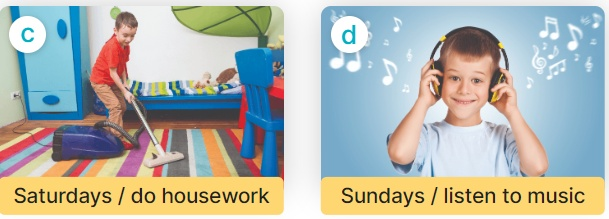 c
d
Saturdays / do housework
Sundays / listen to music